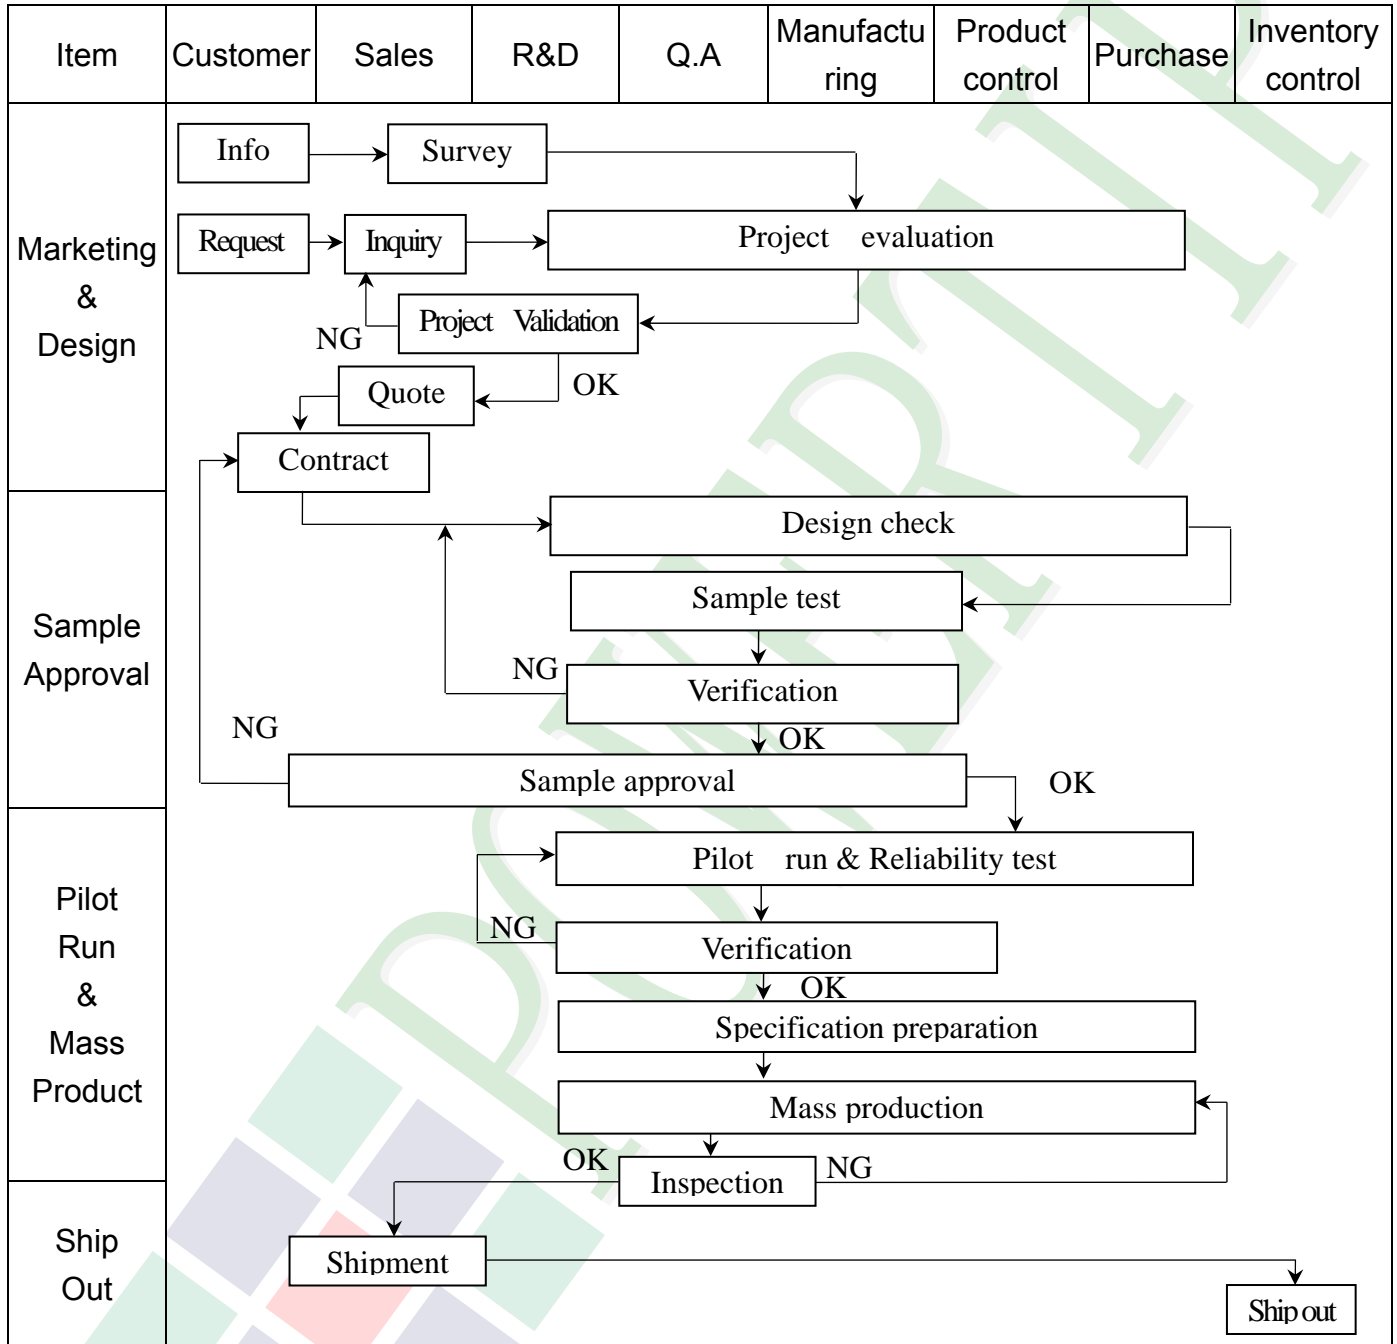 Item Customer Sales R&D Q.A Manufactu ring Product control Purchase Inventory control
Info Survey
Request Inquiry Project evaluation
Marketing
&
Design
NG Project Validation
Quote OK
Contract
Design check
Sample
Approval
Sample test
NG Verification
NG OK
Sample approval OK
Pilot
Run
&
Mass
Product
Pilot run & Reliability test
NG Verification
OK
Specification preparation
Mass production
OK Inspection NG
Ship
Out
Shipment
Ship out
POWERTIP